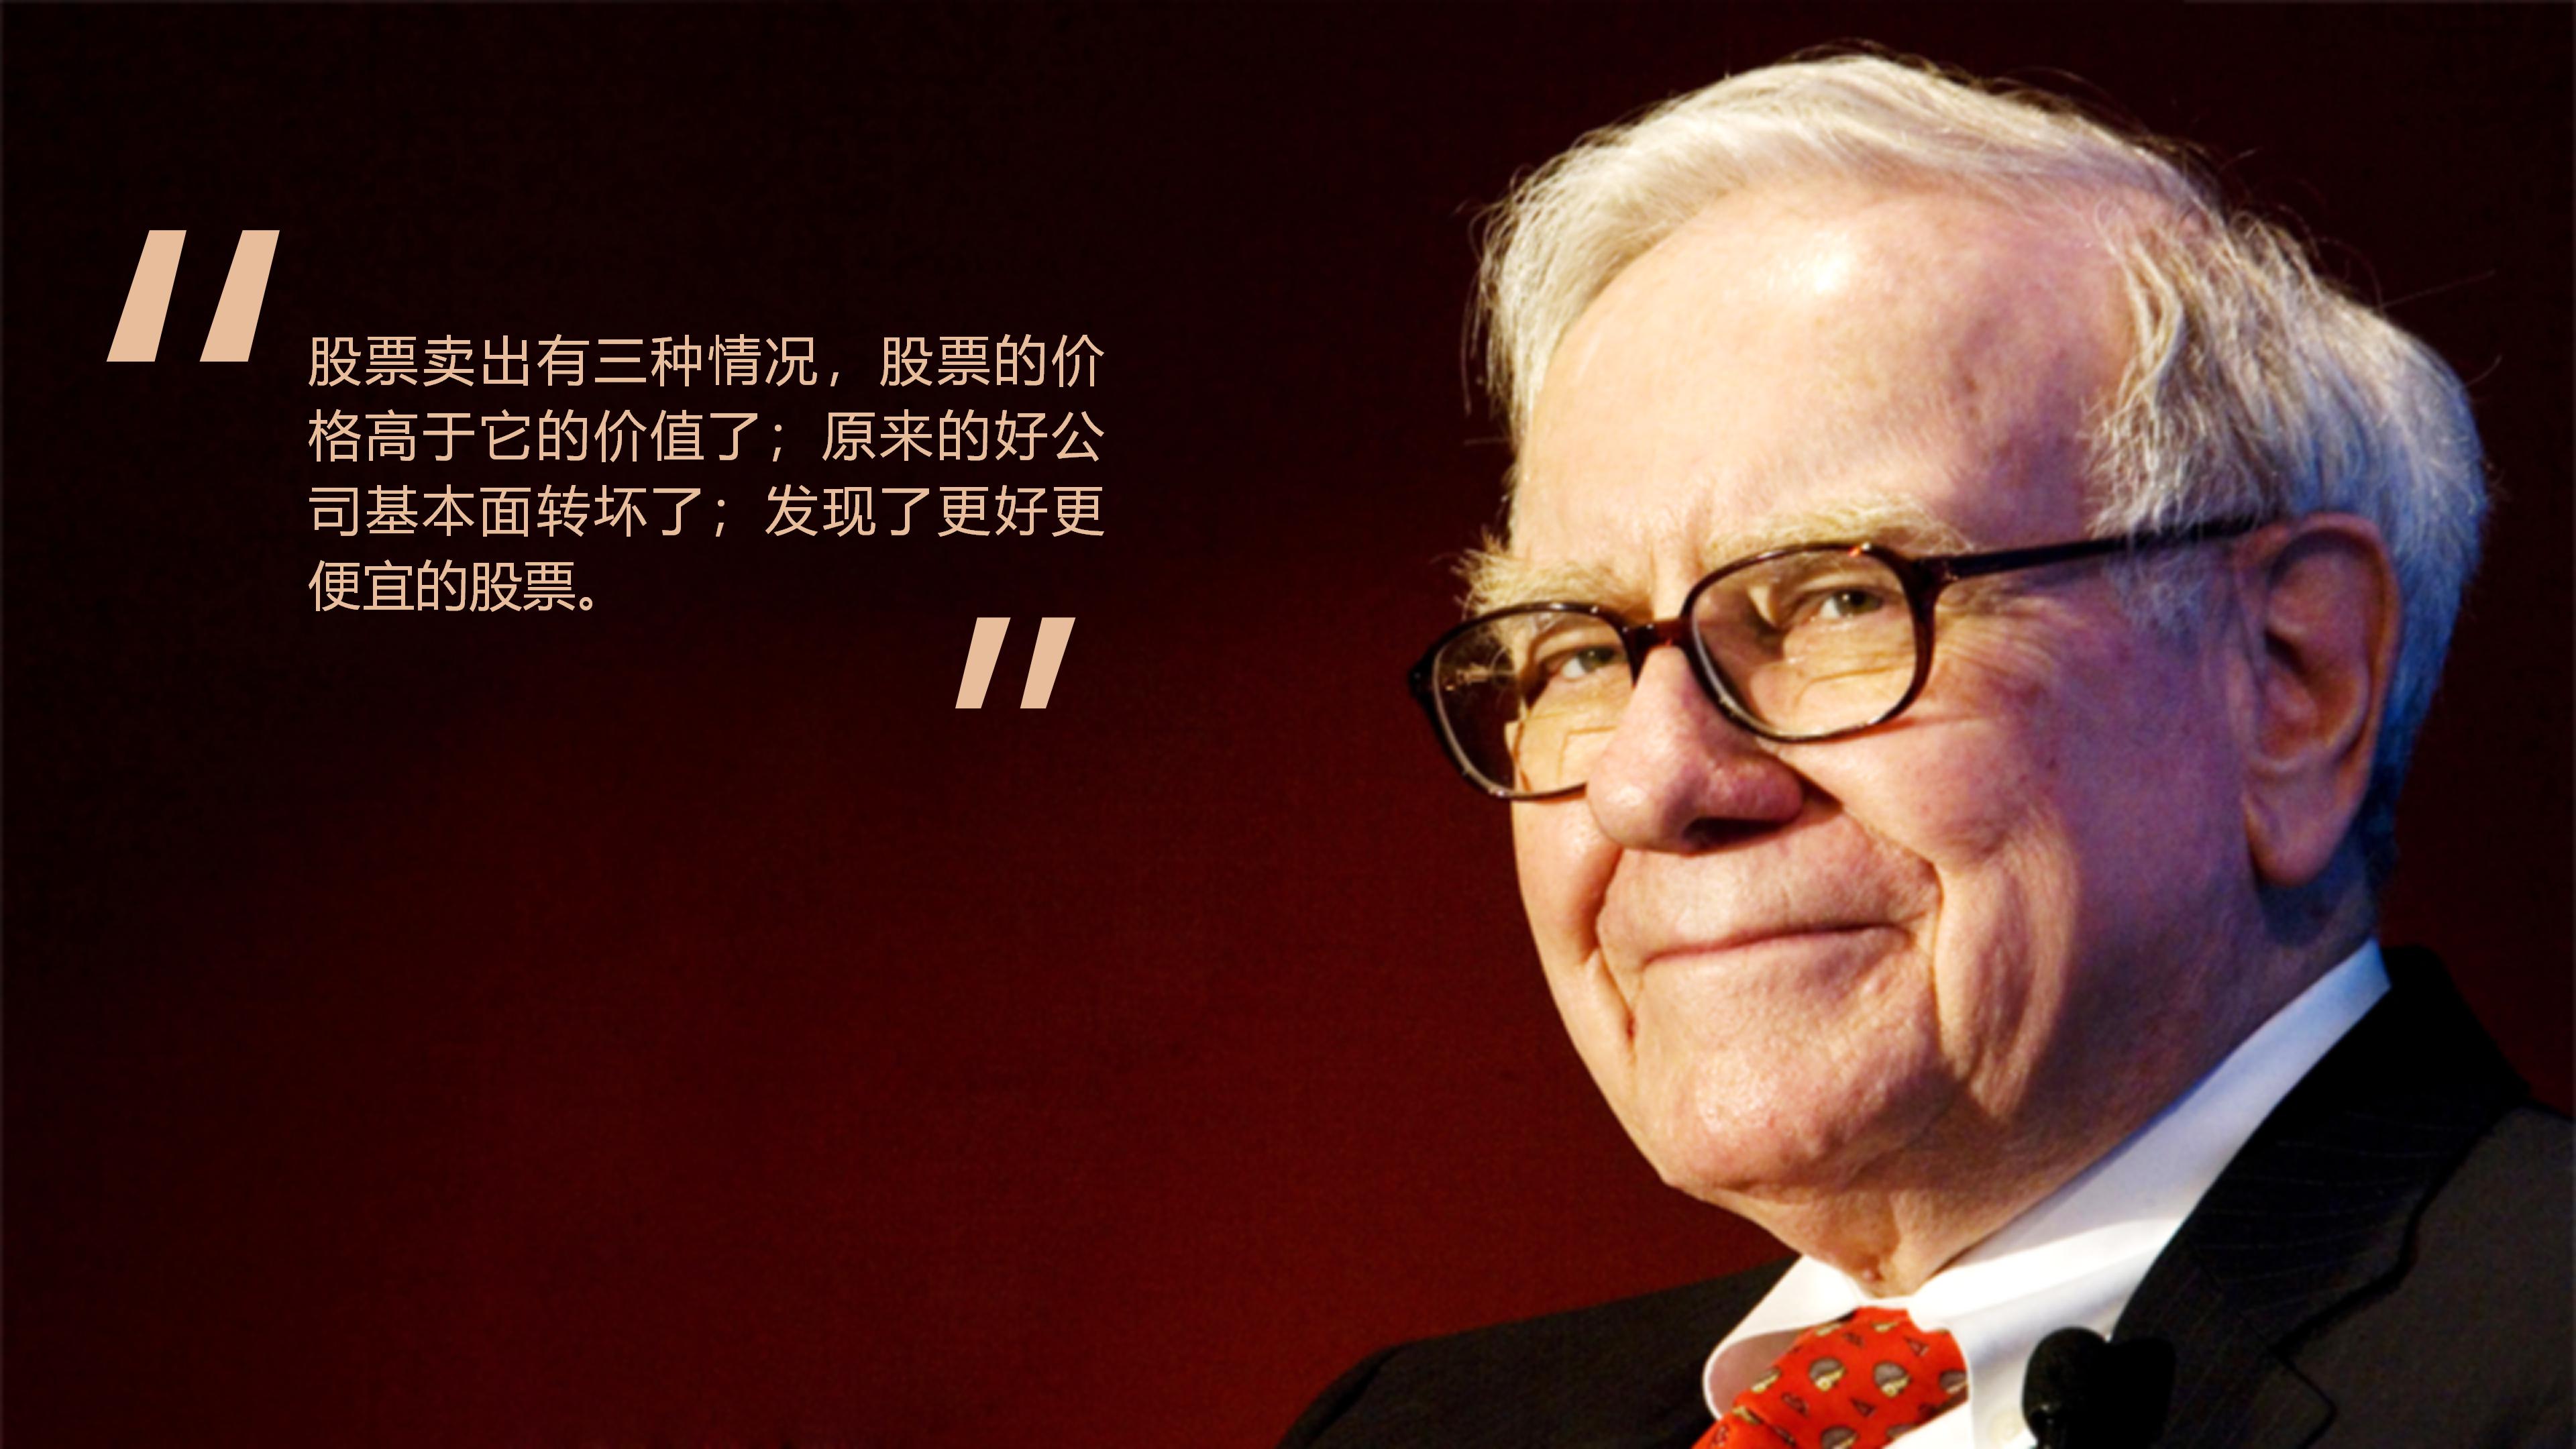 股票卖出有三种情况，股票的价
格高于它的价值了；原来的好公
司基本面转坏了；发现了更好更
便宜的股票。